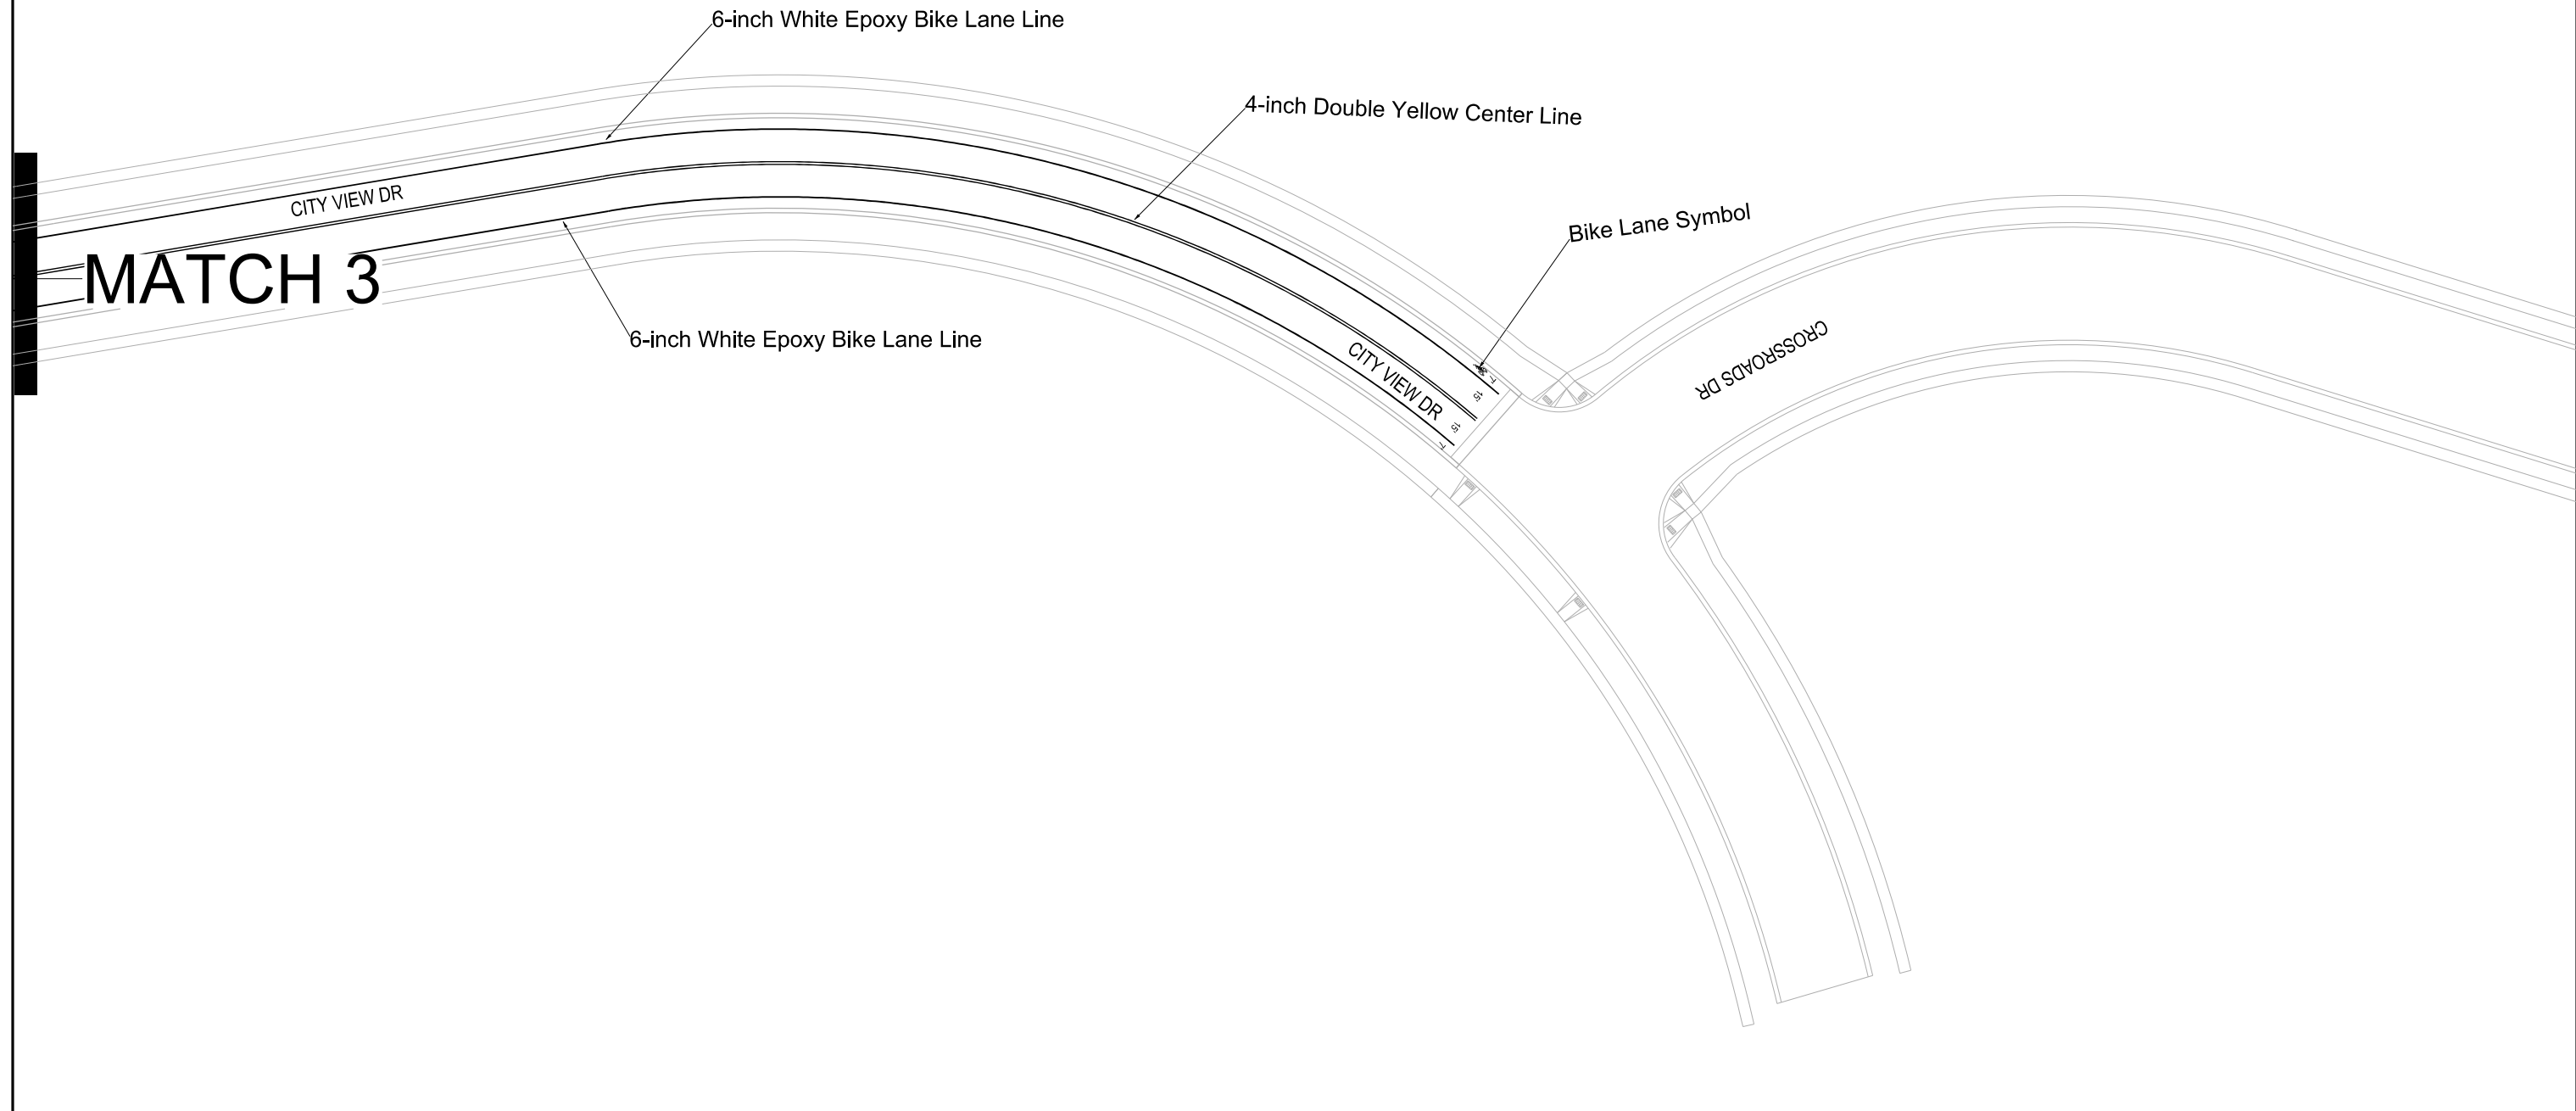 6-inch White Epoxy Bike Lane Line
4-inch Double Yellow Center Line
CITY VIEW DR
Bike Lane Symbol
MATCH 3
6-inch White Epoxy Bike Lane Line
CROSSROADS DR
CITY VIEW DR
15'
15'